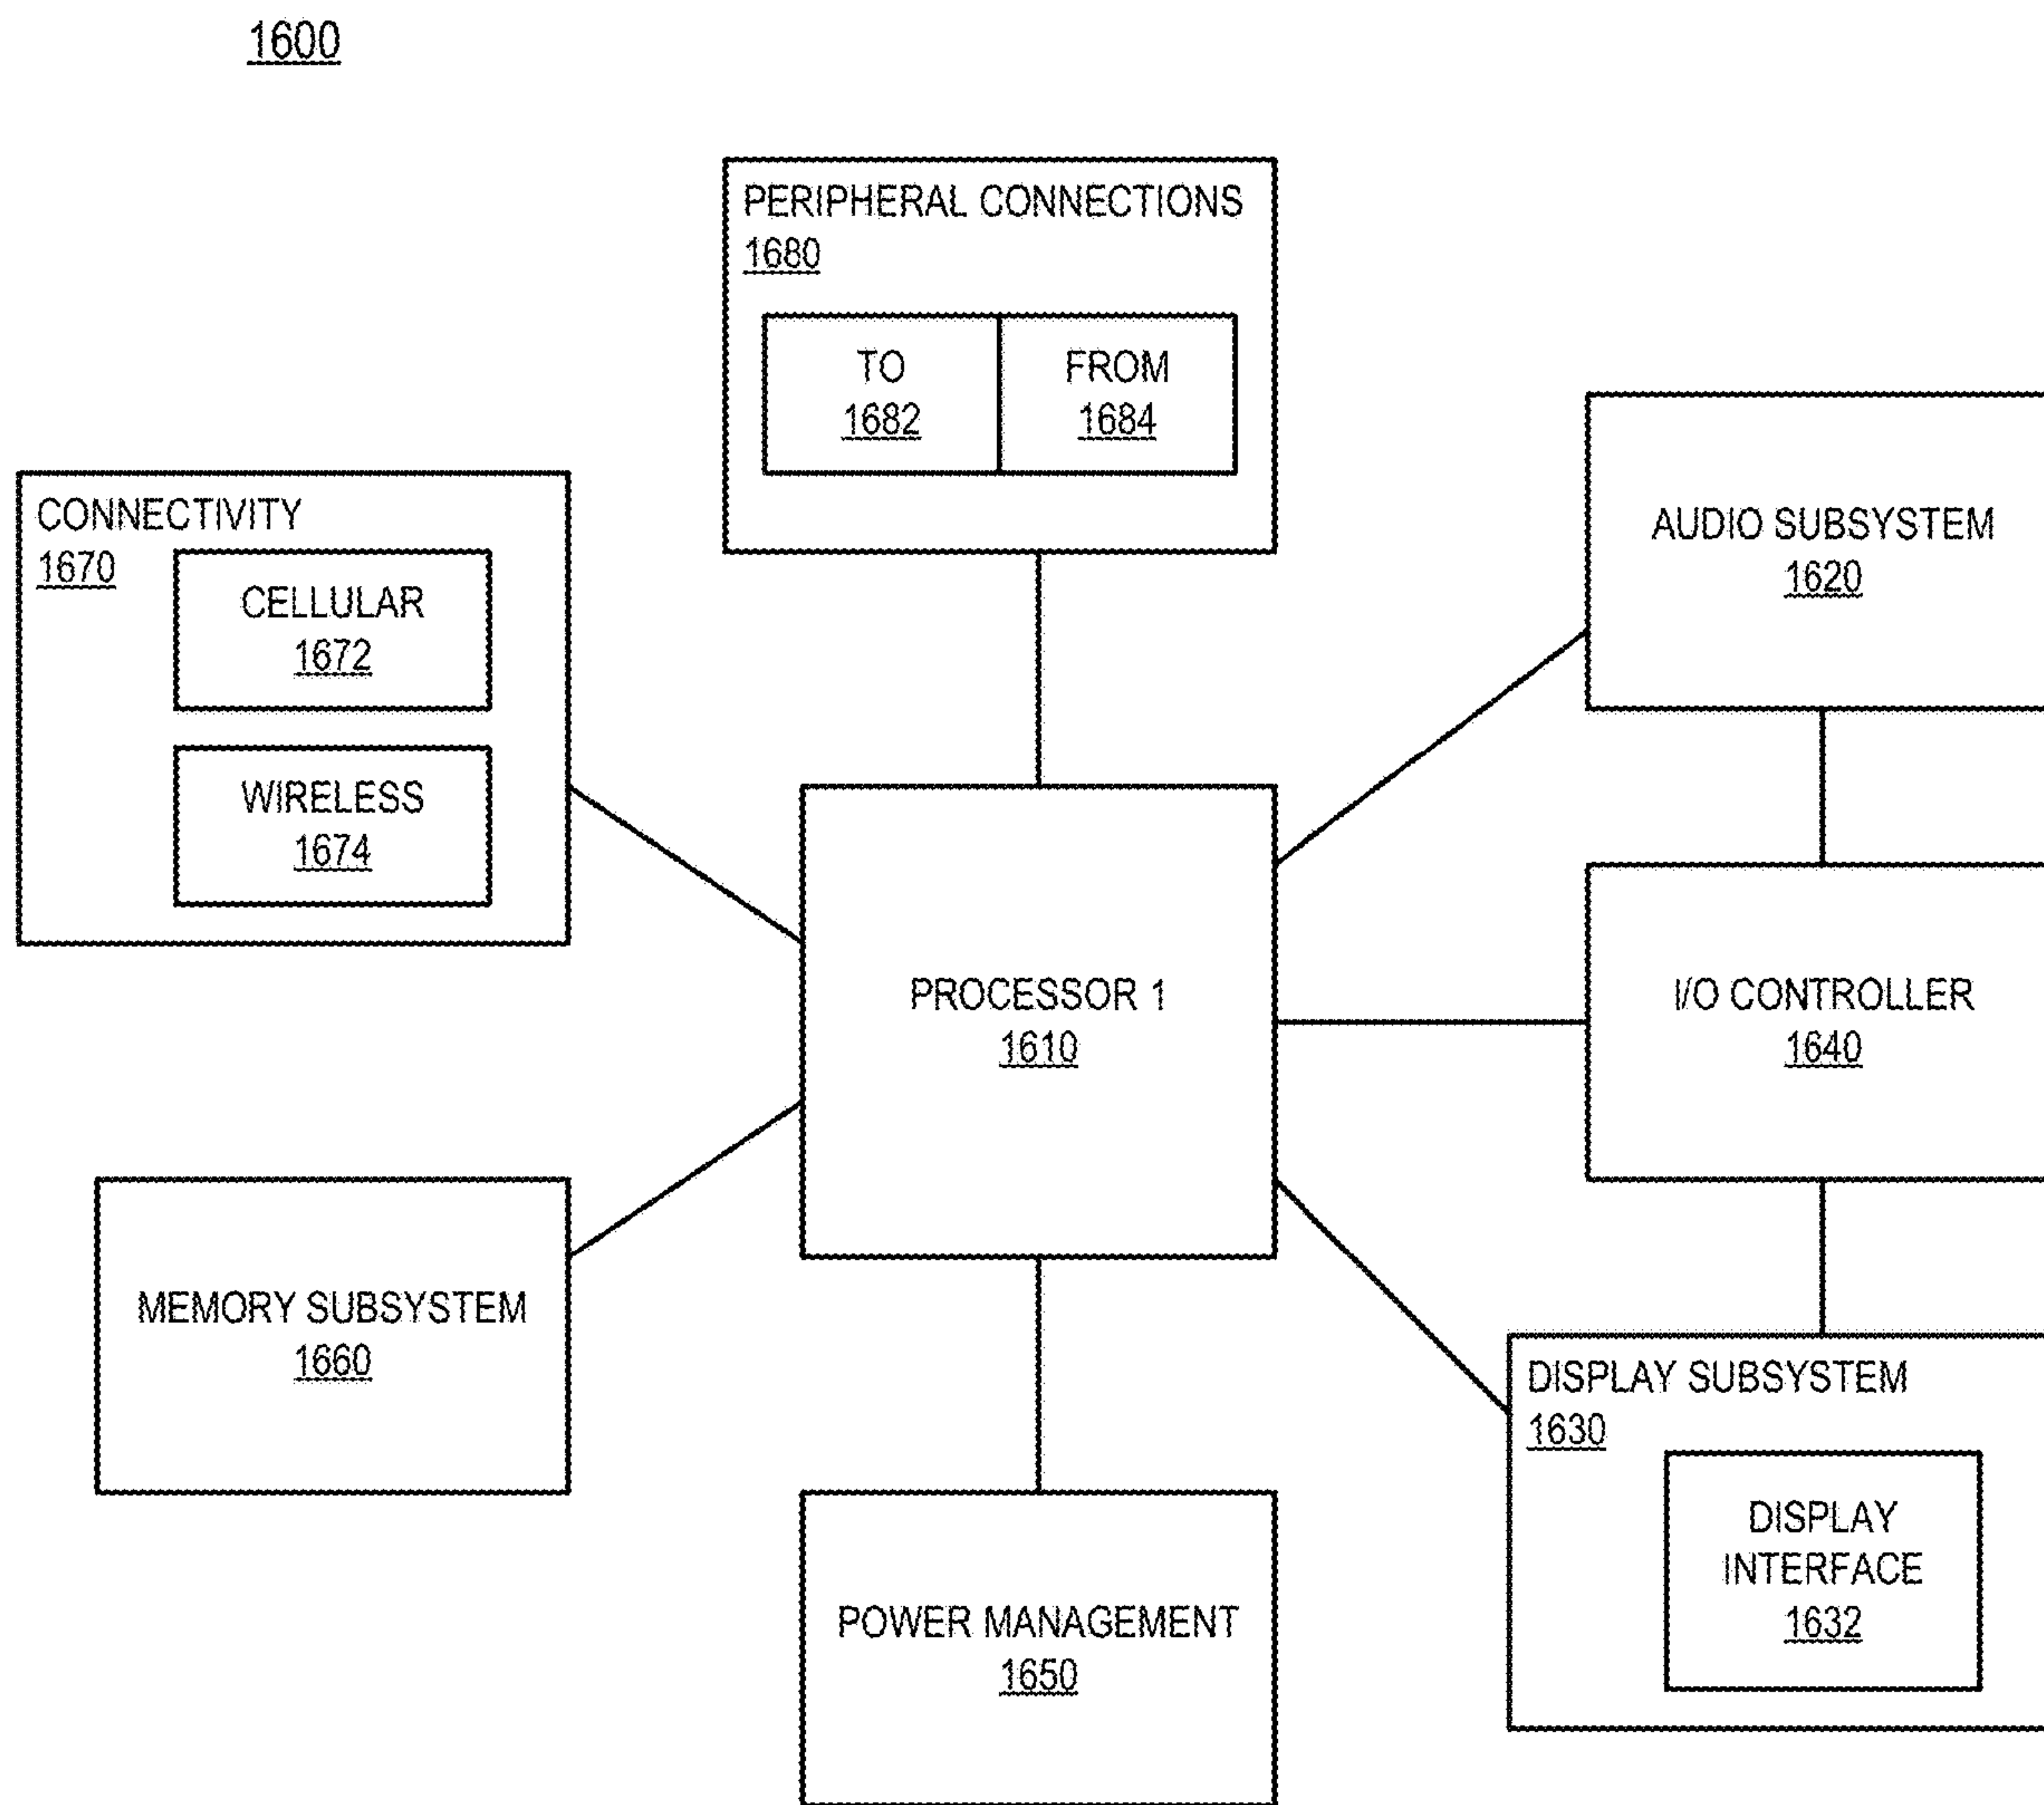 1600
PERIPHERAL CONNECTIONS
1680
TO
1682
FROM
1684
CONNECTIVITY
1670
CELLULAR
1672
WIRELESS
1674
AUDIO SUBSYSTEM
1620
PROCESSOR 1
1610
I/O CONTROLLER
1640
MEMORY SUBSYSTEM
1660
DISPLAY SUBSYSTEM
1630
DISPLAY
INTERFACE
1632
POWER MANAGEMENT
1650